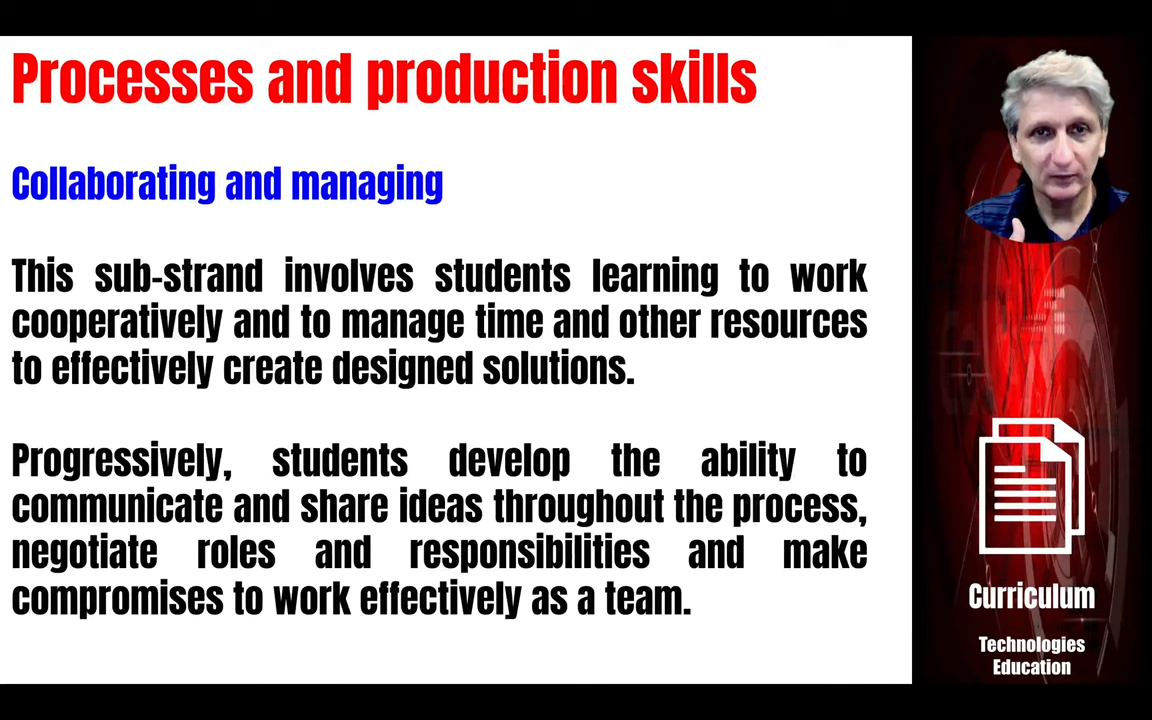 Processes and production skills
Collaborating and managing
This sub-strand involves students learning to work
cooperatively and to manage time and other resources
to effectively create designed solutions.
Progressively, students develop the ability to
communicate and share ideas throughout the process,
negotiate roles and responsibilities and make
compromises to work effectively as a team.
Curriculum
Technologies
Education